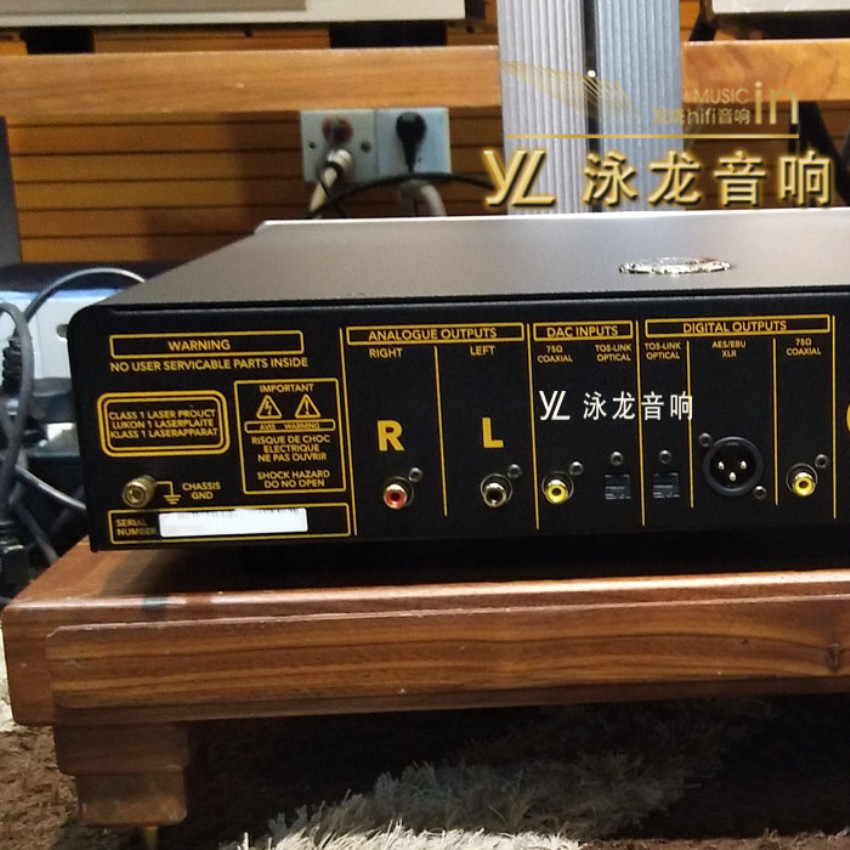 MUSIC in
发烧hifi音响
YL 泳龙音响
WARNING
NO USER SERVICABLE PARTS INSIDE
CLASS 1 LASER PROUCT
LUKON 1 LASERPLAITE
KLASS 1 LASERAPPARAT
IMPORTANT
AVIS WARNING
RISQUE DE CHOC
ELECTRIQUE
NE PAS OUVRIR
SHOCK HAZARD
DO NO OPEN
CHASSIS
GND
SERIAL
NUMBER
ANALOGUE OUTPUTS
RIGHT LEFT
R L
DAC INPUTS
75Ω
COAXIAL
TOS-LINK
OPTICAL
DIGITAL OUTPUTS
TOS-LINK
OPTICAL
AES/EBU
XLR
75Ω
COAXIAL
YL 泳龙音响